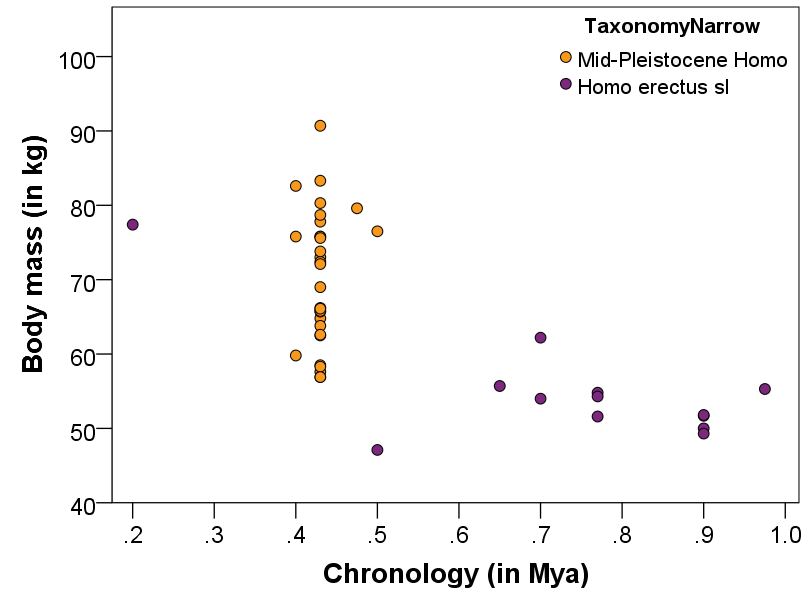 TaxonomyNarrow
Mid-Pleistocene Homo
Homo erectus sl
100
90
80
70
60
50
40
Body mass (in kg)
.2 .3 .4 .5 .6 .7 .8 .9 1.0
Chronology (in Mya)